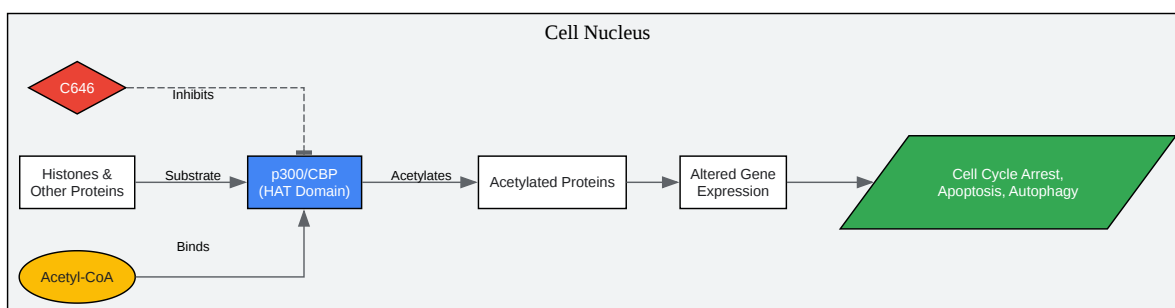 Cell Nucleus
C646
Inhibits
Histones &
Other Proteins
Substrate
p300/CBP
(HAT Domain)
Acetylates
Acetylated Proteins
Altered Gene
Expression
Cell Cycle Arrest,
Apoptosis, Autophagy
Binds
Acetyl-CoA